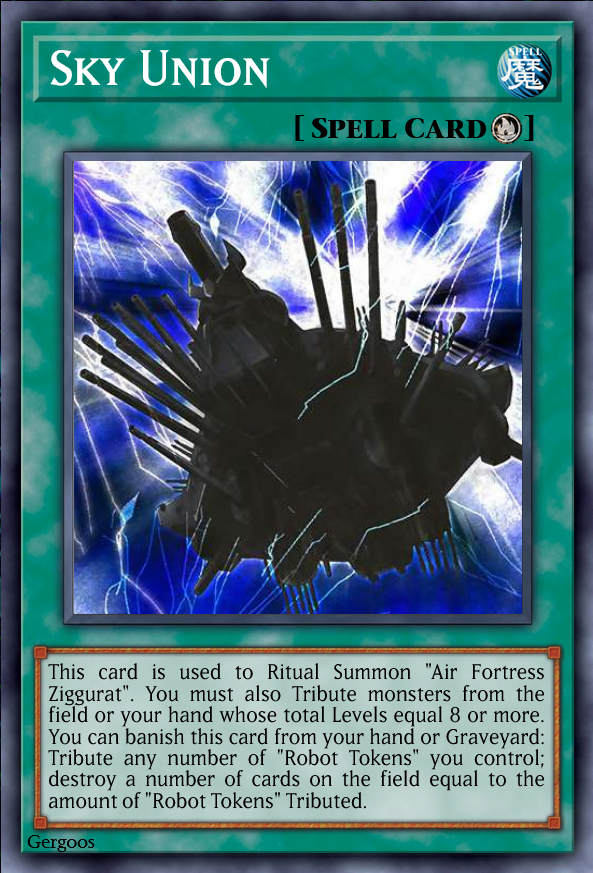 Sky Union
SPELL
魔
[ Spell Card ]
This card is used to Ritual Summon "Air Fortress
Ziggurat". You must also Tribute monsters from the
field or your hand whose total Levels equal 8 or more.
You can banish this card from your hand or Graveyard:
Tribute any number of "Robot Tokens" you control;
destroy a number of cards on the field equal to the
amount of "Robot Tokens" Tributed.
Gergoos